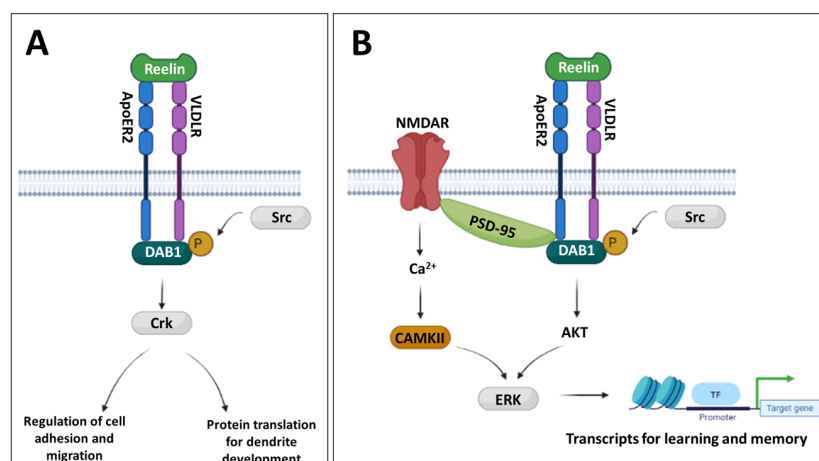 A
Reelin
ApoER2
VLDLR
Src
P
DAB1
Crk
Regulation of cell
adhesion and
migration
Protein translation
for dendrite
development
B
Reelin
NMDAR
ApoER2
VLDLR
PSD-95
Src
P
DAB1
Ca²⁺
CAMKII
AKT
ERK
TF
Promoter
Target gene
Transcripts for learning and memory